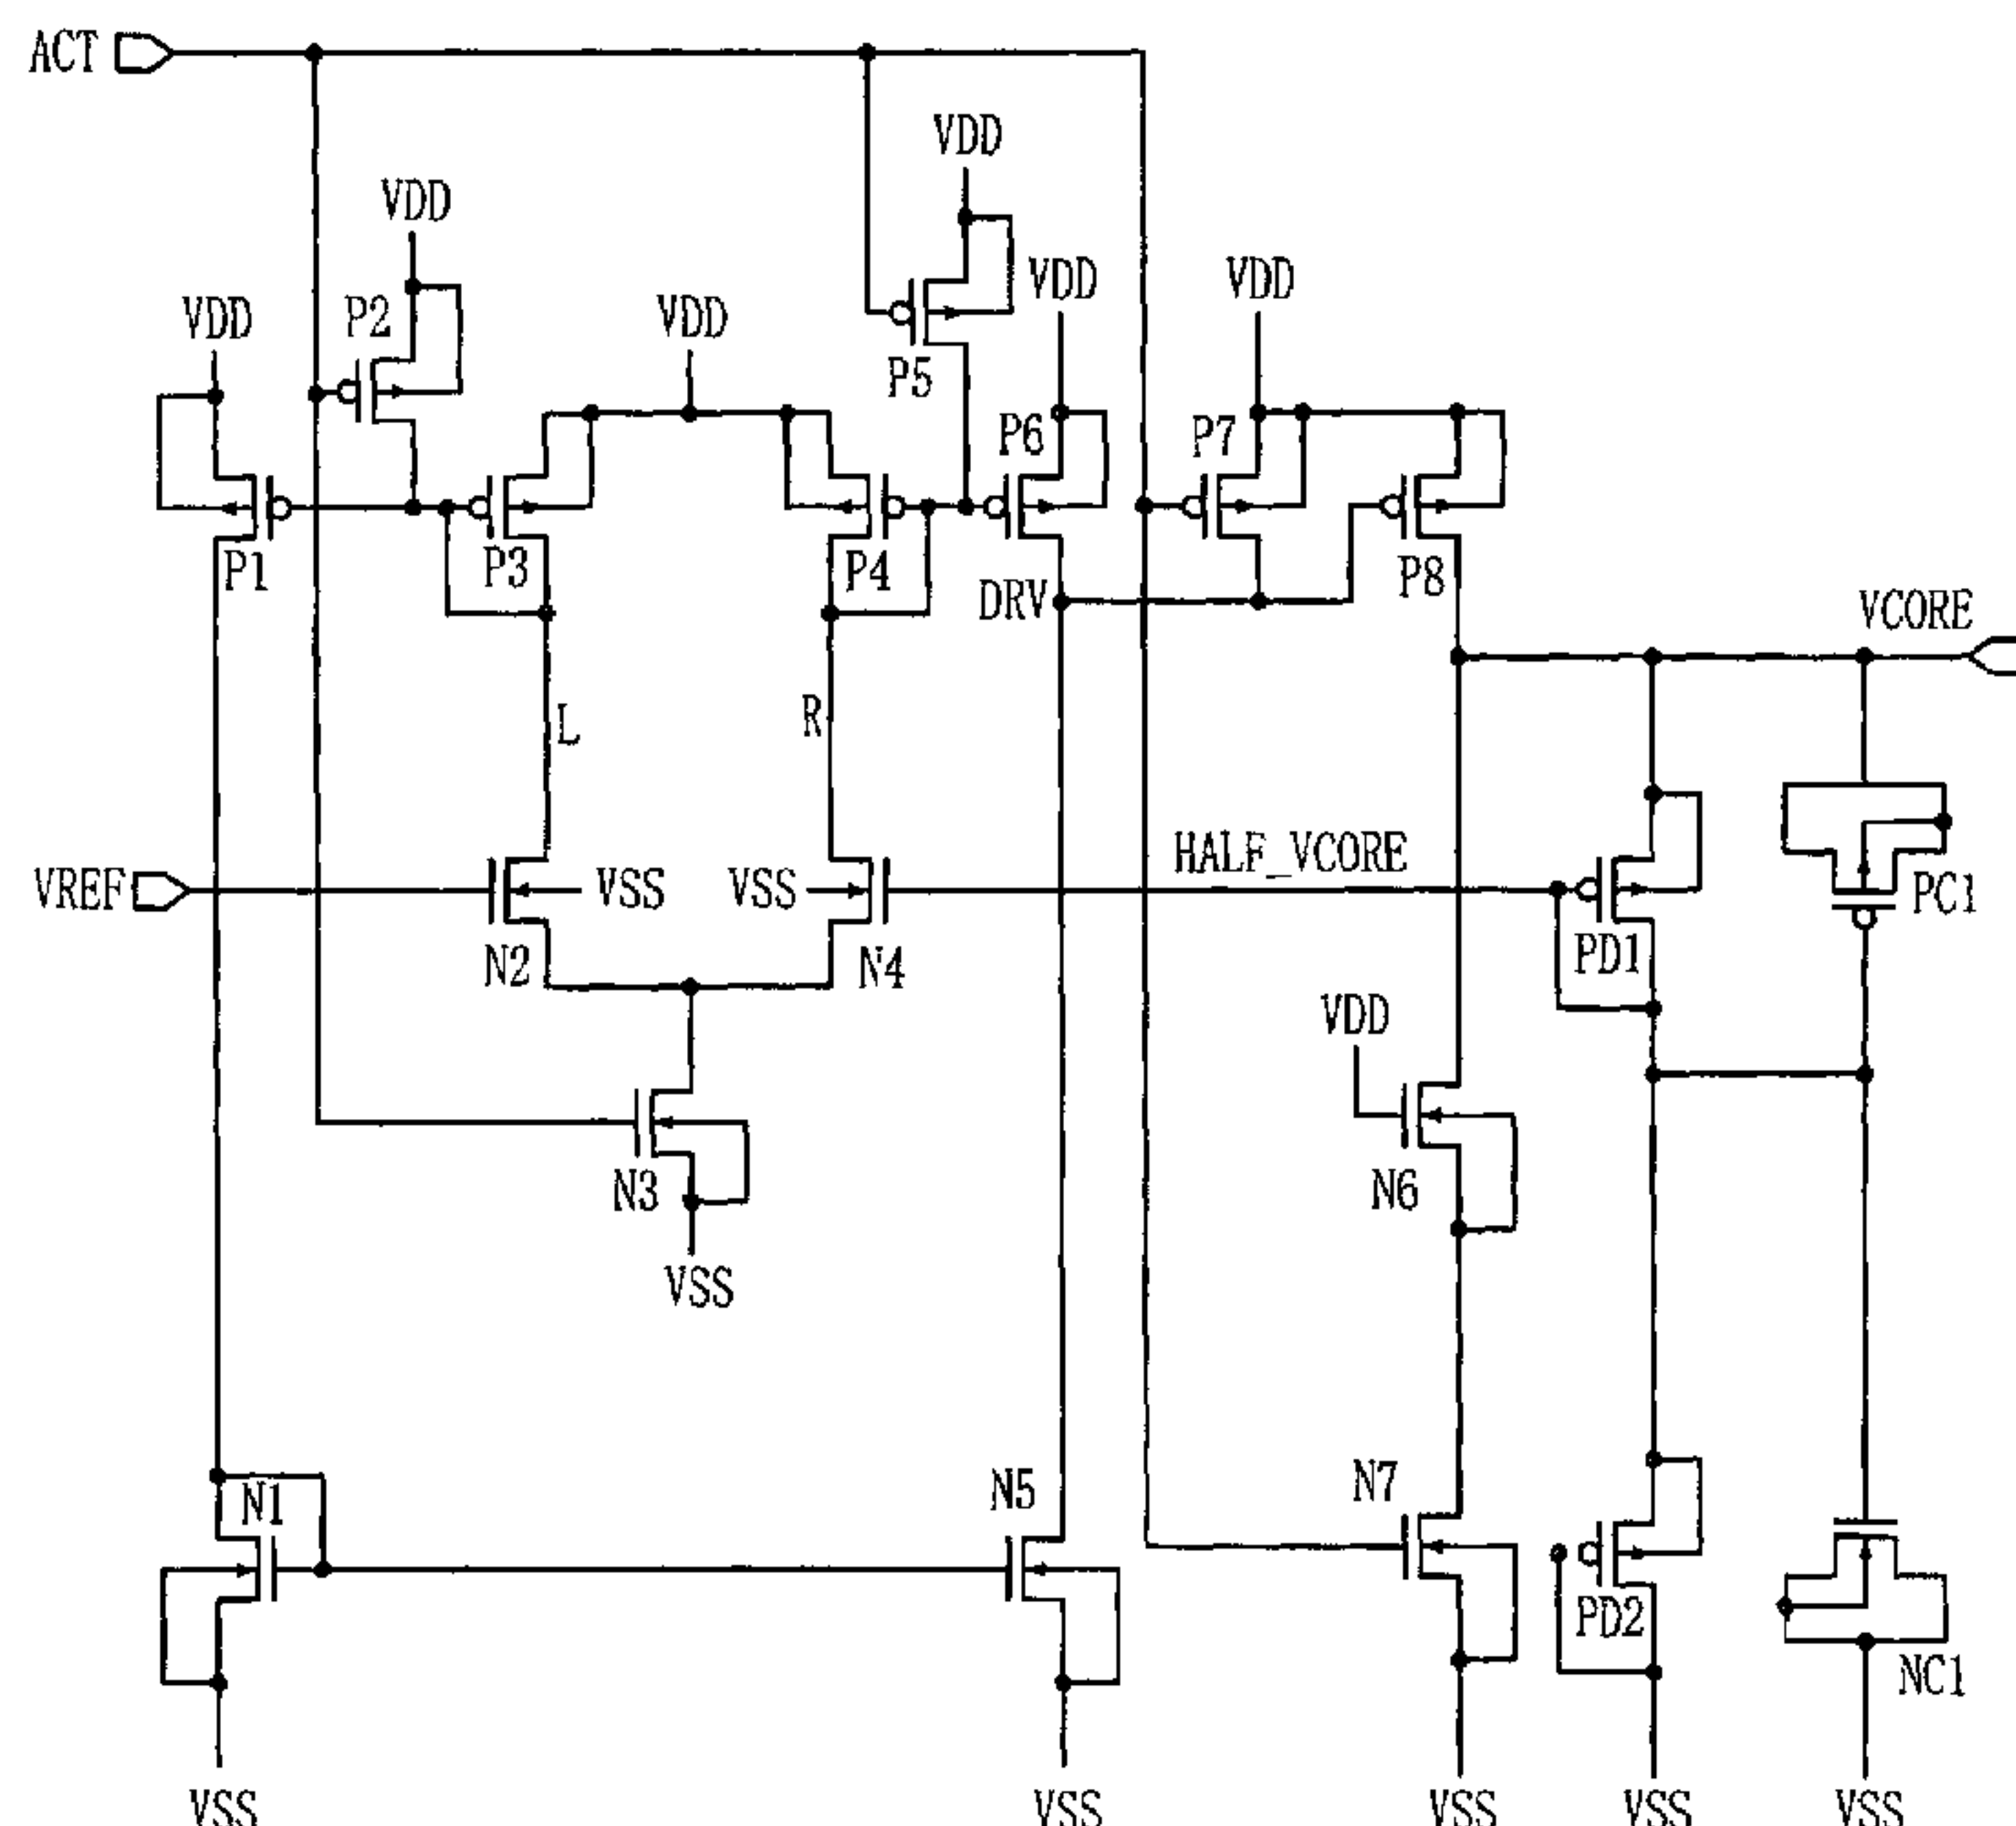 ACT
VDD
VDD
VDD
VDD
VDD
P2
VDD
VDD
P5
P6
P7
P1
P3
P4
P8
DRV
VCORE
L
R
HALF_VCORE
VREF
VSS
VSS
PC1
N2
N4
PD1
VDD
N3
N6
VSS
N1
N5
N7
PD2
NC1
VSS
VSS
VSS
VSS
VSS